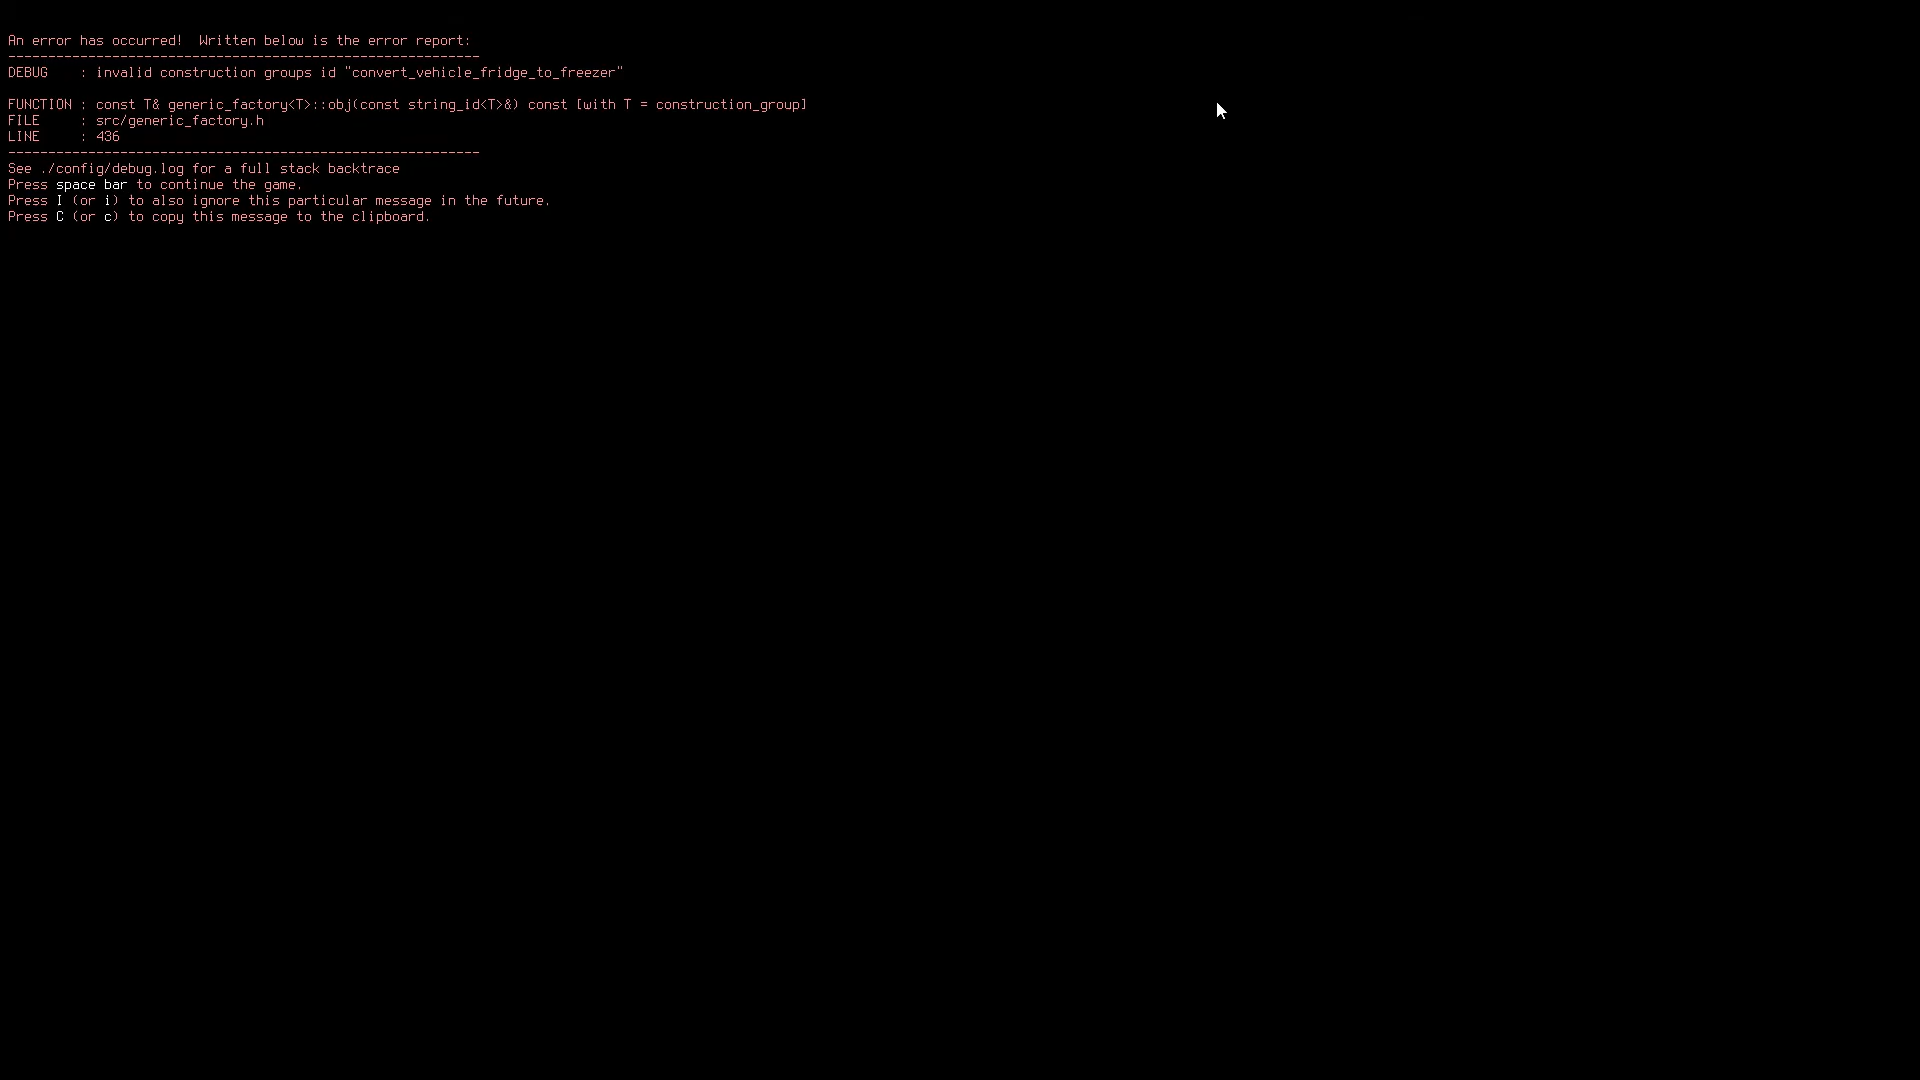 An error has occurred!  Written below is the error report:
-----------------------------------------------------------
DEBUG    : invalid construction groups id "convert_vehicle_fridge_to_freezer"
FUNCTION : const T& generic_factory<T>::obj(const string_id<T>&) const [with T = construction_group]
FILE     : src/generic_factory.h
LINE     : 436
-----------------------------------------------------------
See ./config/debug.log for a full stack backtrace
Press space bar to continue the game.
Press I (or i) to also ignore this particular message in the future.
Press C (or c) to copy this message to the clipboard.